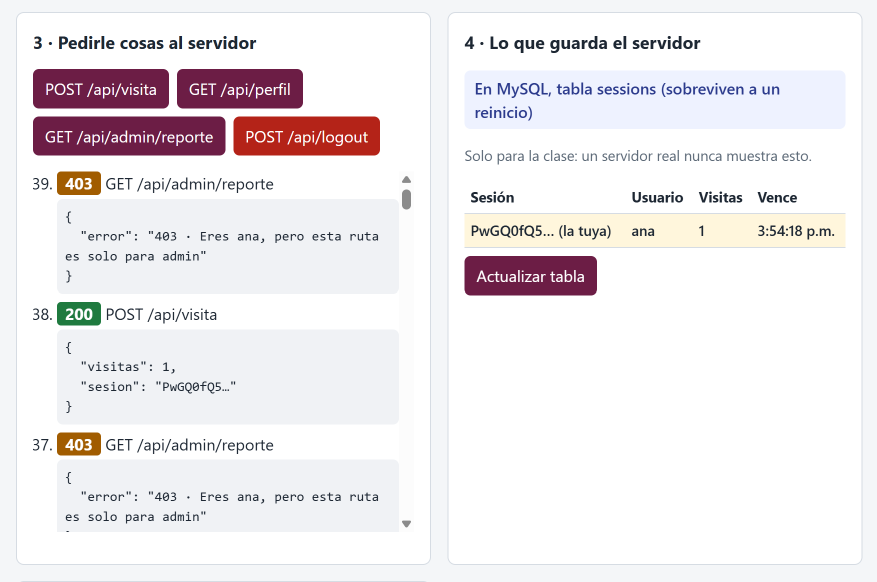 3 · Pedirle cosas al servidor
POST /api/visita
GET /api/perfil
GET /api/admin/reporte
POST /api/logout
39. 403 GET /api/admin/reporte
{
"error": "403 · Eres ana, pero esta ruta
es solo para admin"
}
38. 200 POST /api/visita
{
"visitas": 1,
"sesion": "PwGQ0fQ5…"
}
37. 403 GET /api/admin/reporte
{
"error": "403 · Eres ana, pero esta ruta
es solo para admin"
4 · Lo que guarda el servidor
En MySQL, tabla sessions (sobreviven a un
reinicio)
Solo para la clase: un servidor real nunca muestra esto.
Sesión Usuario Visitas Vence
PwGQ0fQ5… (la tuya) ana 1 3:54:18 p.m.
Actualizar tabla